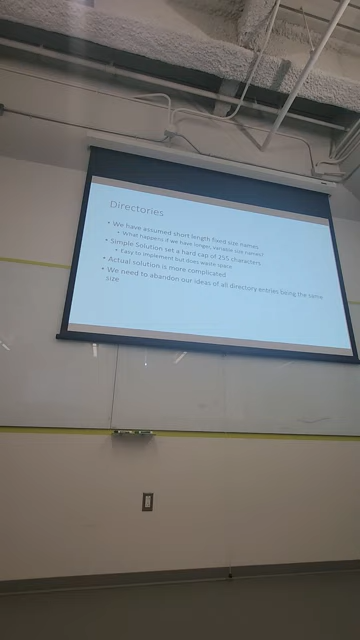 Directories
• We have assumed short length fixed size names
• What happens if we have longer, variable size names?
• Simple Solution set a hard cap of 255 characters
• Easy to implement but does waste space
• Actual solution is more complicated
• We need to abandon our ideas of all directory entries being the same
size